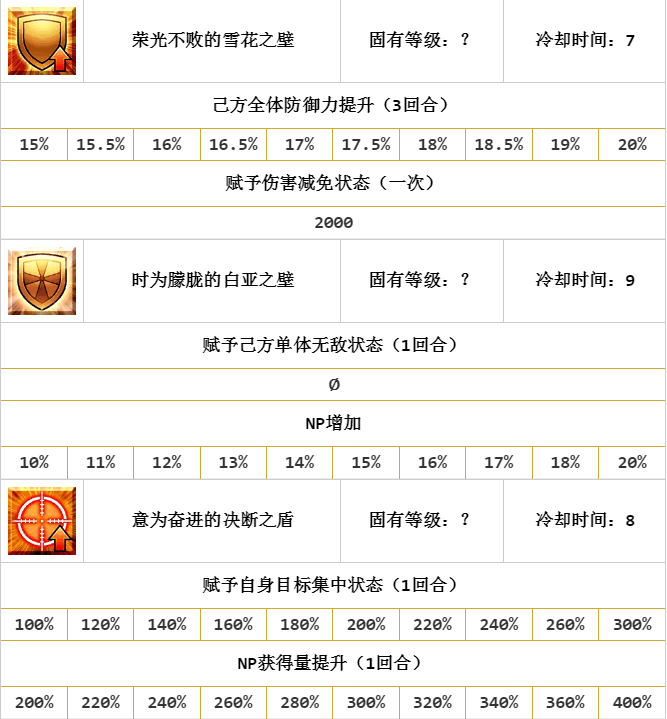 荣光不败的雪花之壁 固有等级：？ 冷却时间：7
己方全体防御力提升（3回合）
15% 15.5% 16% 16.5% 17% 17.5% 18% 18.5% 19% 20%
赋予伤害减免状态（一次）
2000
时为朦胧的白亚之壁 固有等级：？ 冷却时间：9
赋予己方单体无敌状态（1回合）
Ø
NP增加
10% 11% 12% 13% 14% 15% 16% 17% 18% 20%
意为奋进的决断之盾 固有等级：？ 冷却时间：8
赋予自身目标集中状态（1回合）
100% 120% 140% 160% 180% 200% 220% 240% 260% 300%
NP获得量提升（1回合）
200% 220% 240% 260% 280% 300% 320% 340% 360% 400%